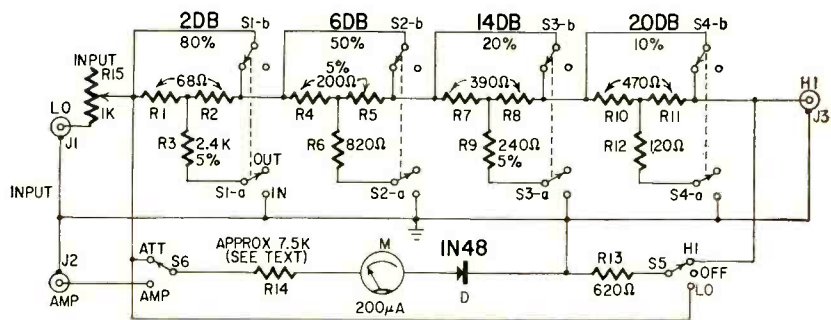 2DB 6DB 14DB 20DB
80% S1-b 50% S2-b 20% S3-b 10% S4-b
5%
INPUT
R15
68Ω 200Ω 390Ω 470Ω
HI
LO
1K R1 R2 R4 R5 R7 R8 R10 R11
J3
J1
R3 2.4K 5% R6 820Ω R9 240Ω 5% R12 120Ω
OUT
INPUT
S1-a IN S2-a S3-a S4-a
APPROX 7.5K M 1N48
J2 ATT (SEE TEXT) R13 HI
S6 S5 OFF
AMP AMP R14 D 620Ω LO
200μA